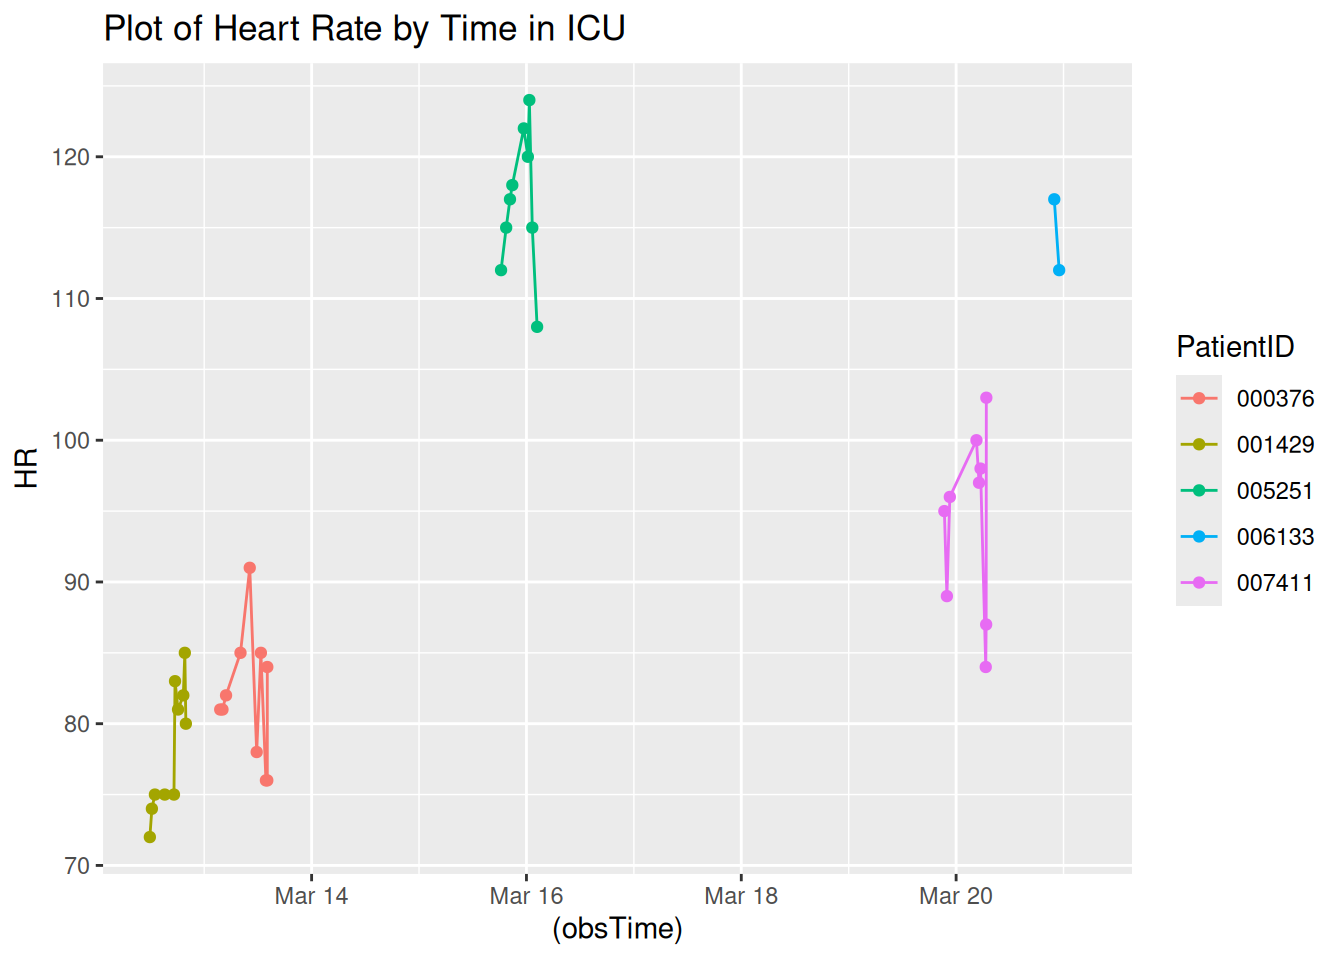 Plot of Heart Rate by Time in ICU
120
110
100
90
80
70
HR
Mar 14
Mar 16
Mar 18
Mar 20
(obsTime)
PatientID
000376
001429
005251
006133
007411